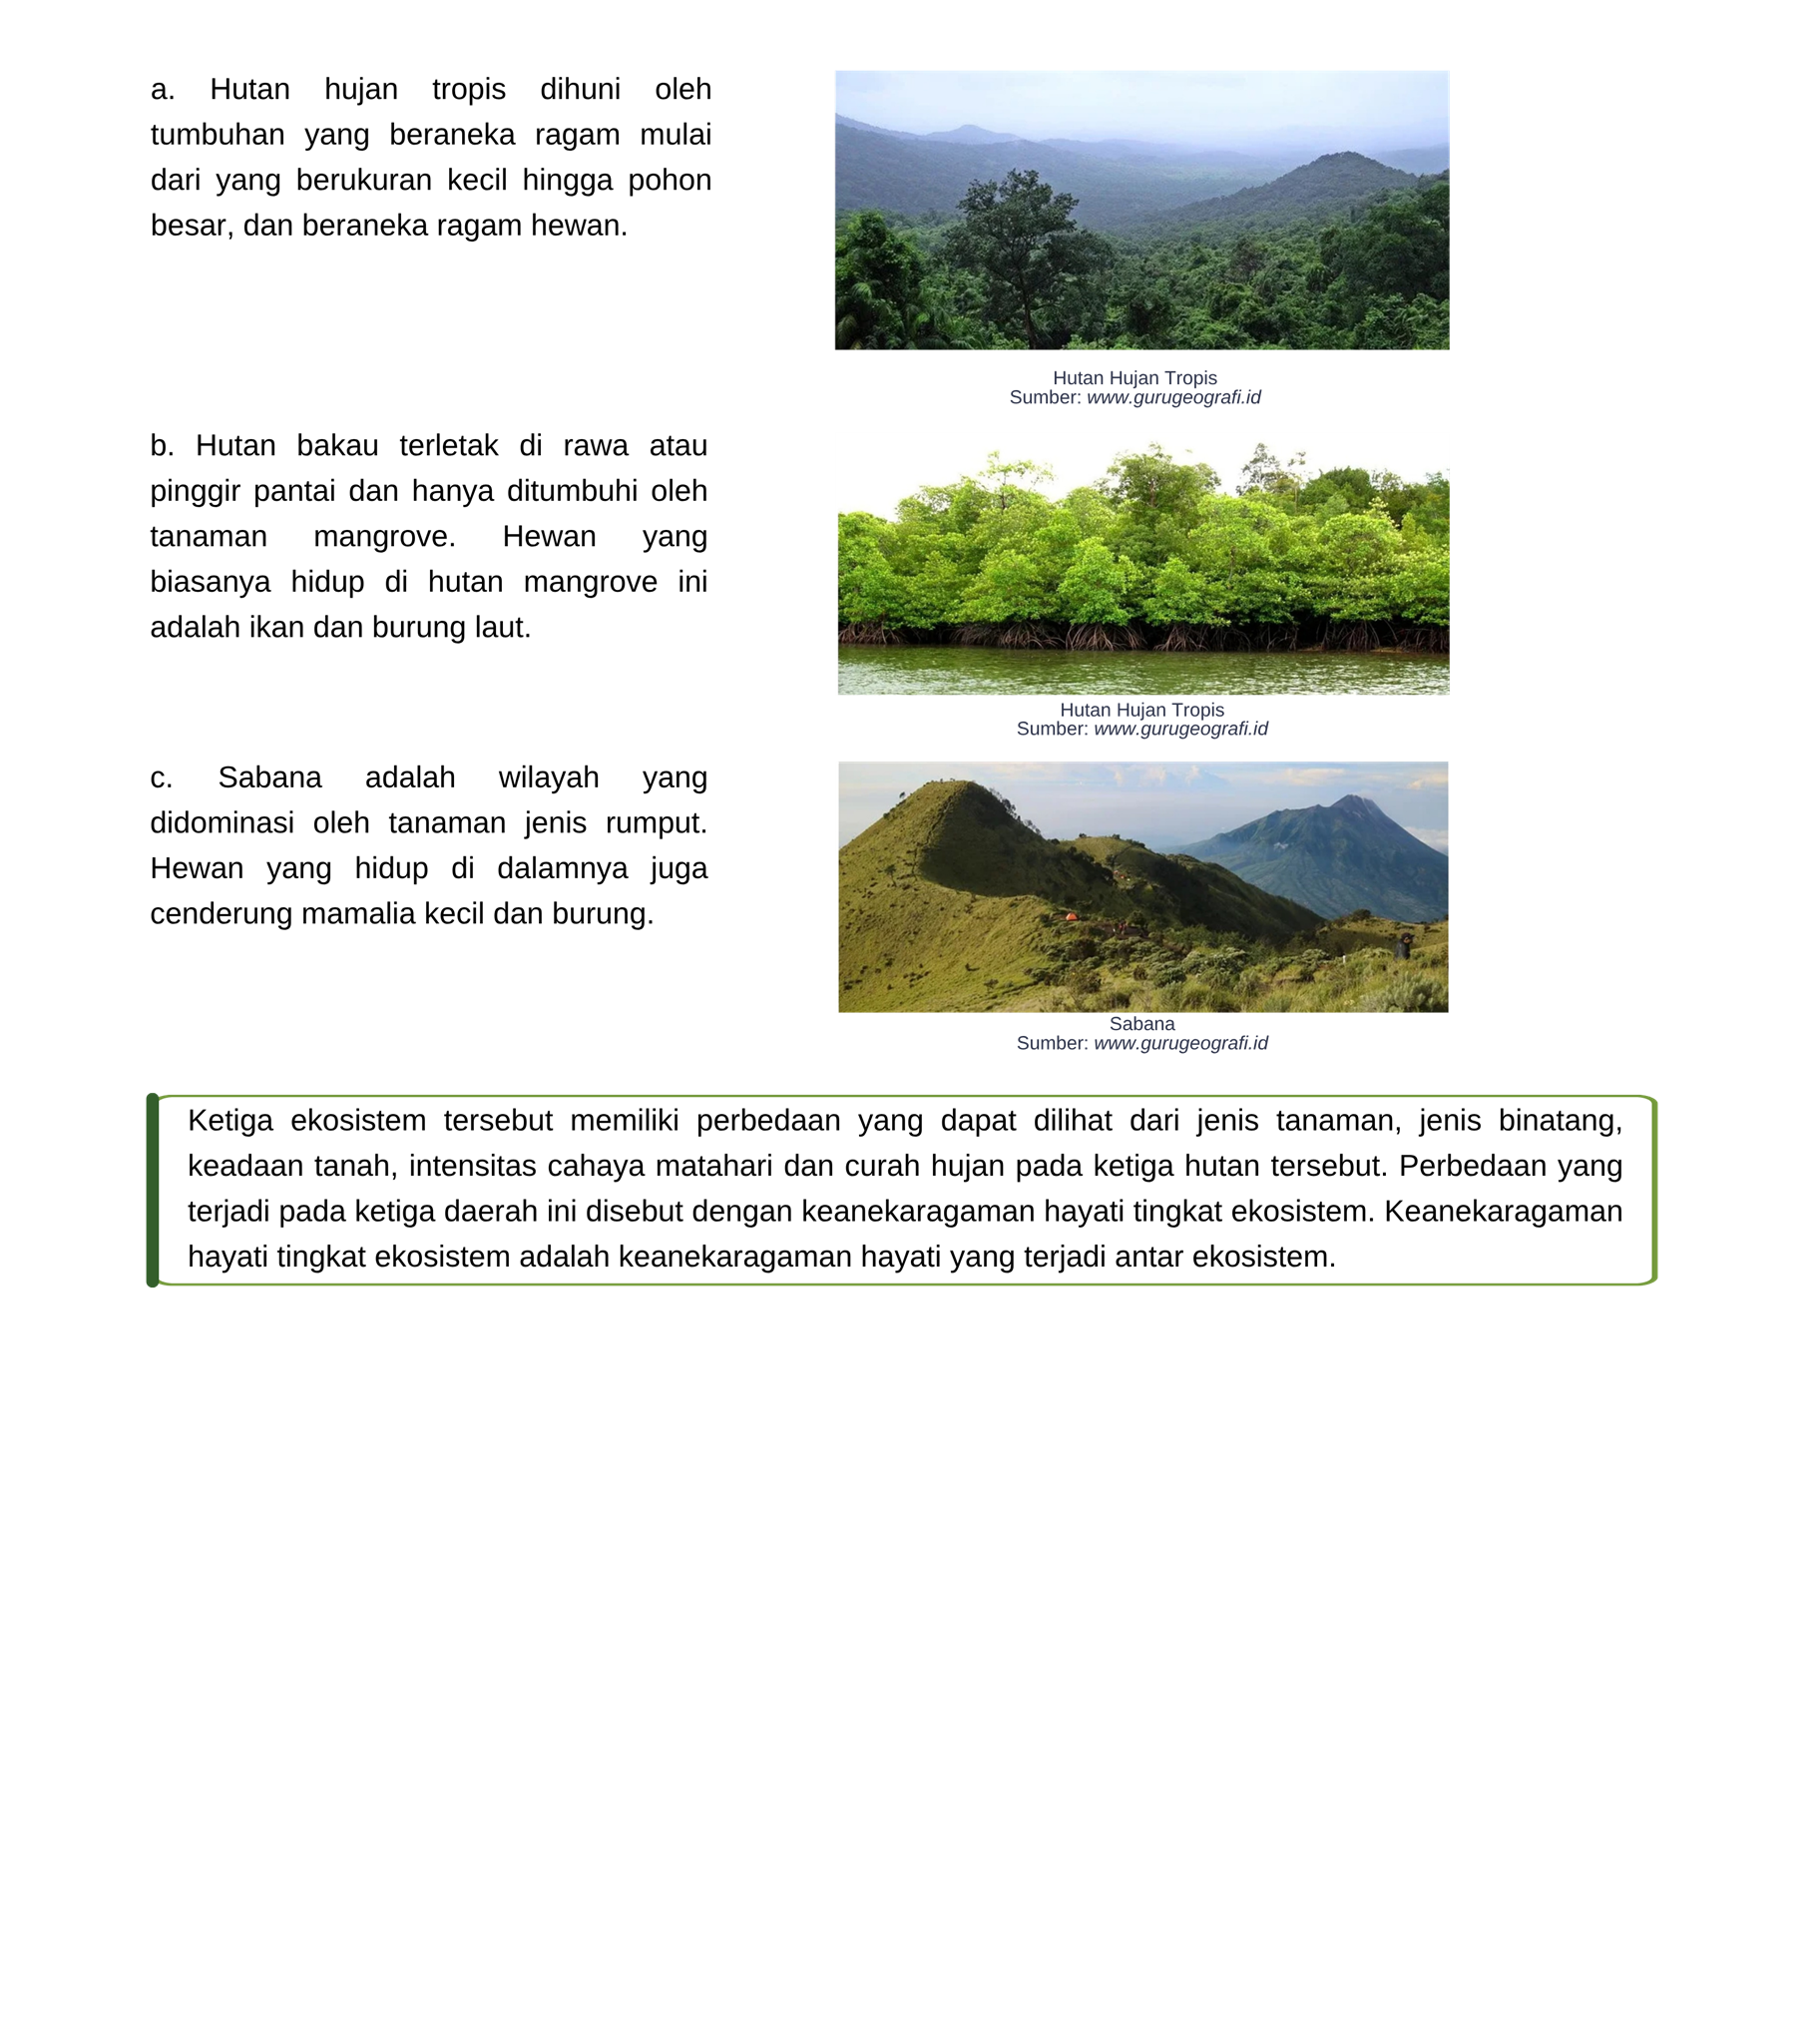 a. Hutan hujan tropis dihuni oleh
tumbuhan yang beraneka ragam mulai
dari yang berukuran kecil hingga pohon
besar, dan beraneka ragam hewan.
Hutan Hujan Tropis
Sumber: www.gurugeografi.id
b. Hutan bakau terletak di rawa atau
pinggir pantai dan hanya ditumbuhi oleh
tanaman mangrove. Hewan yang
biasanya hidup di hutan mangrove ini
adalah ikan dan burung laut.
Hutan Hujan Tropis
Sumber: www.gurugeografi.id
c. Sabana adalah wilayah yang
didominasi oleh tanaman jenis rumput.
Hewan yang hidup di dalamnya juga
cenderung mamalia kecil dan burung.
Sabana
Sumber: www.gurugeografi.id
Ketiga ekosistem tersebut memiliki perbedaan yang dapat dilihat dari jenis tanaman, jenis binatang,
keadaan tanah, intensitas cahaya matahari dan curah hujan pada ketiga hutan tersebut. Perbedaan yang
terjadi pada ketiga daerah ini disebut dengan keanekaragaman hayati tingkat ekosistem. Keanekaragaman
hayati tingkat ekosistem adalah keanekaragaman hayati yang terjadi antar ekosistem.